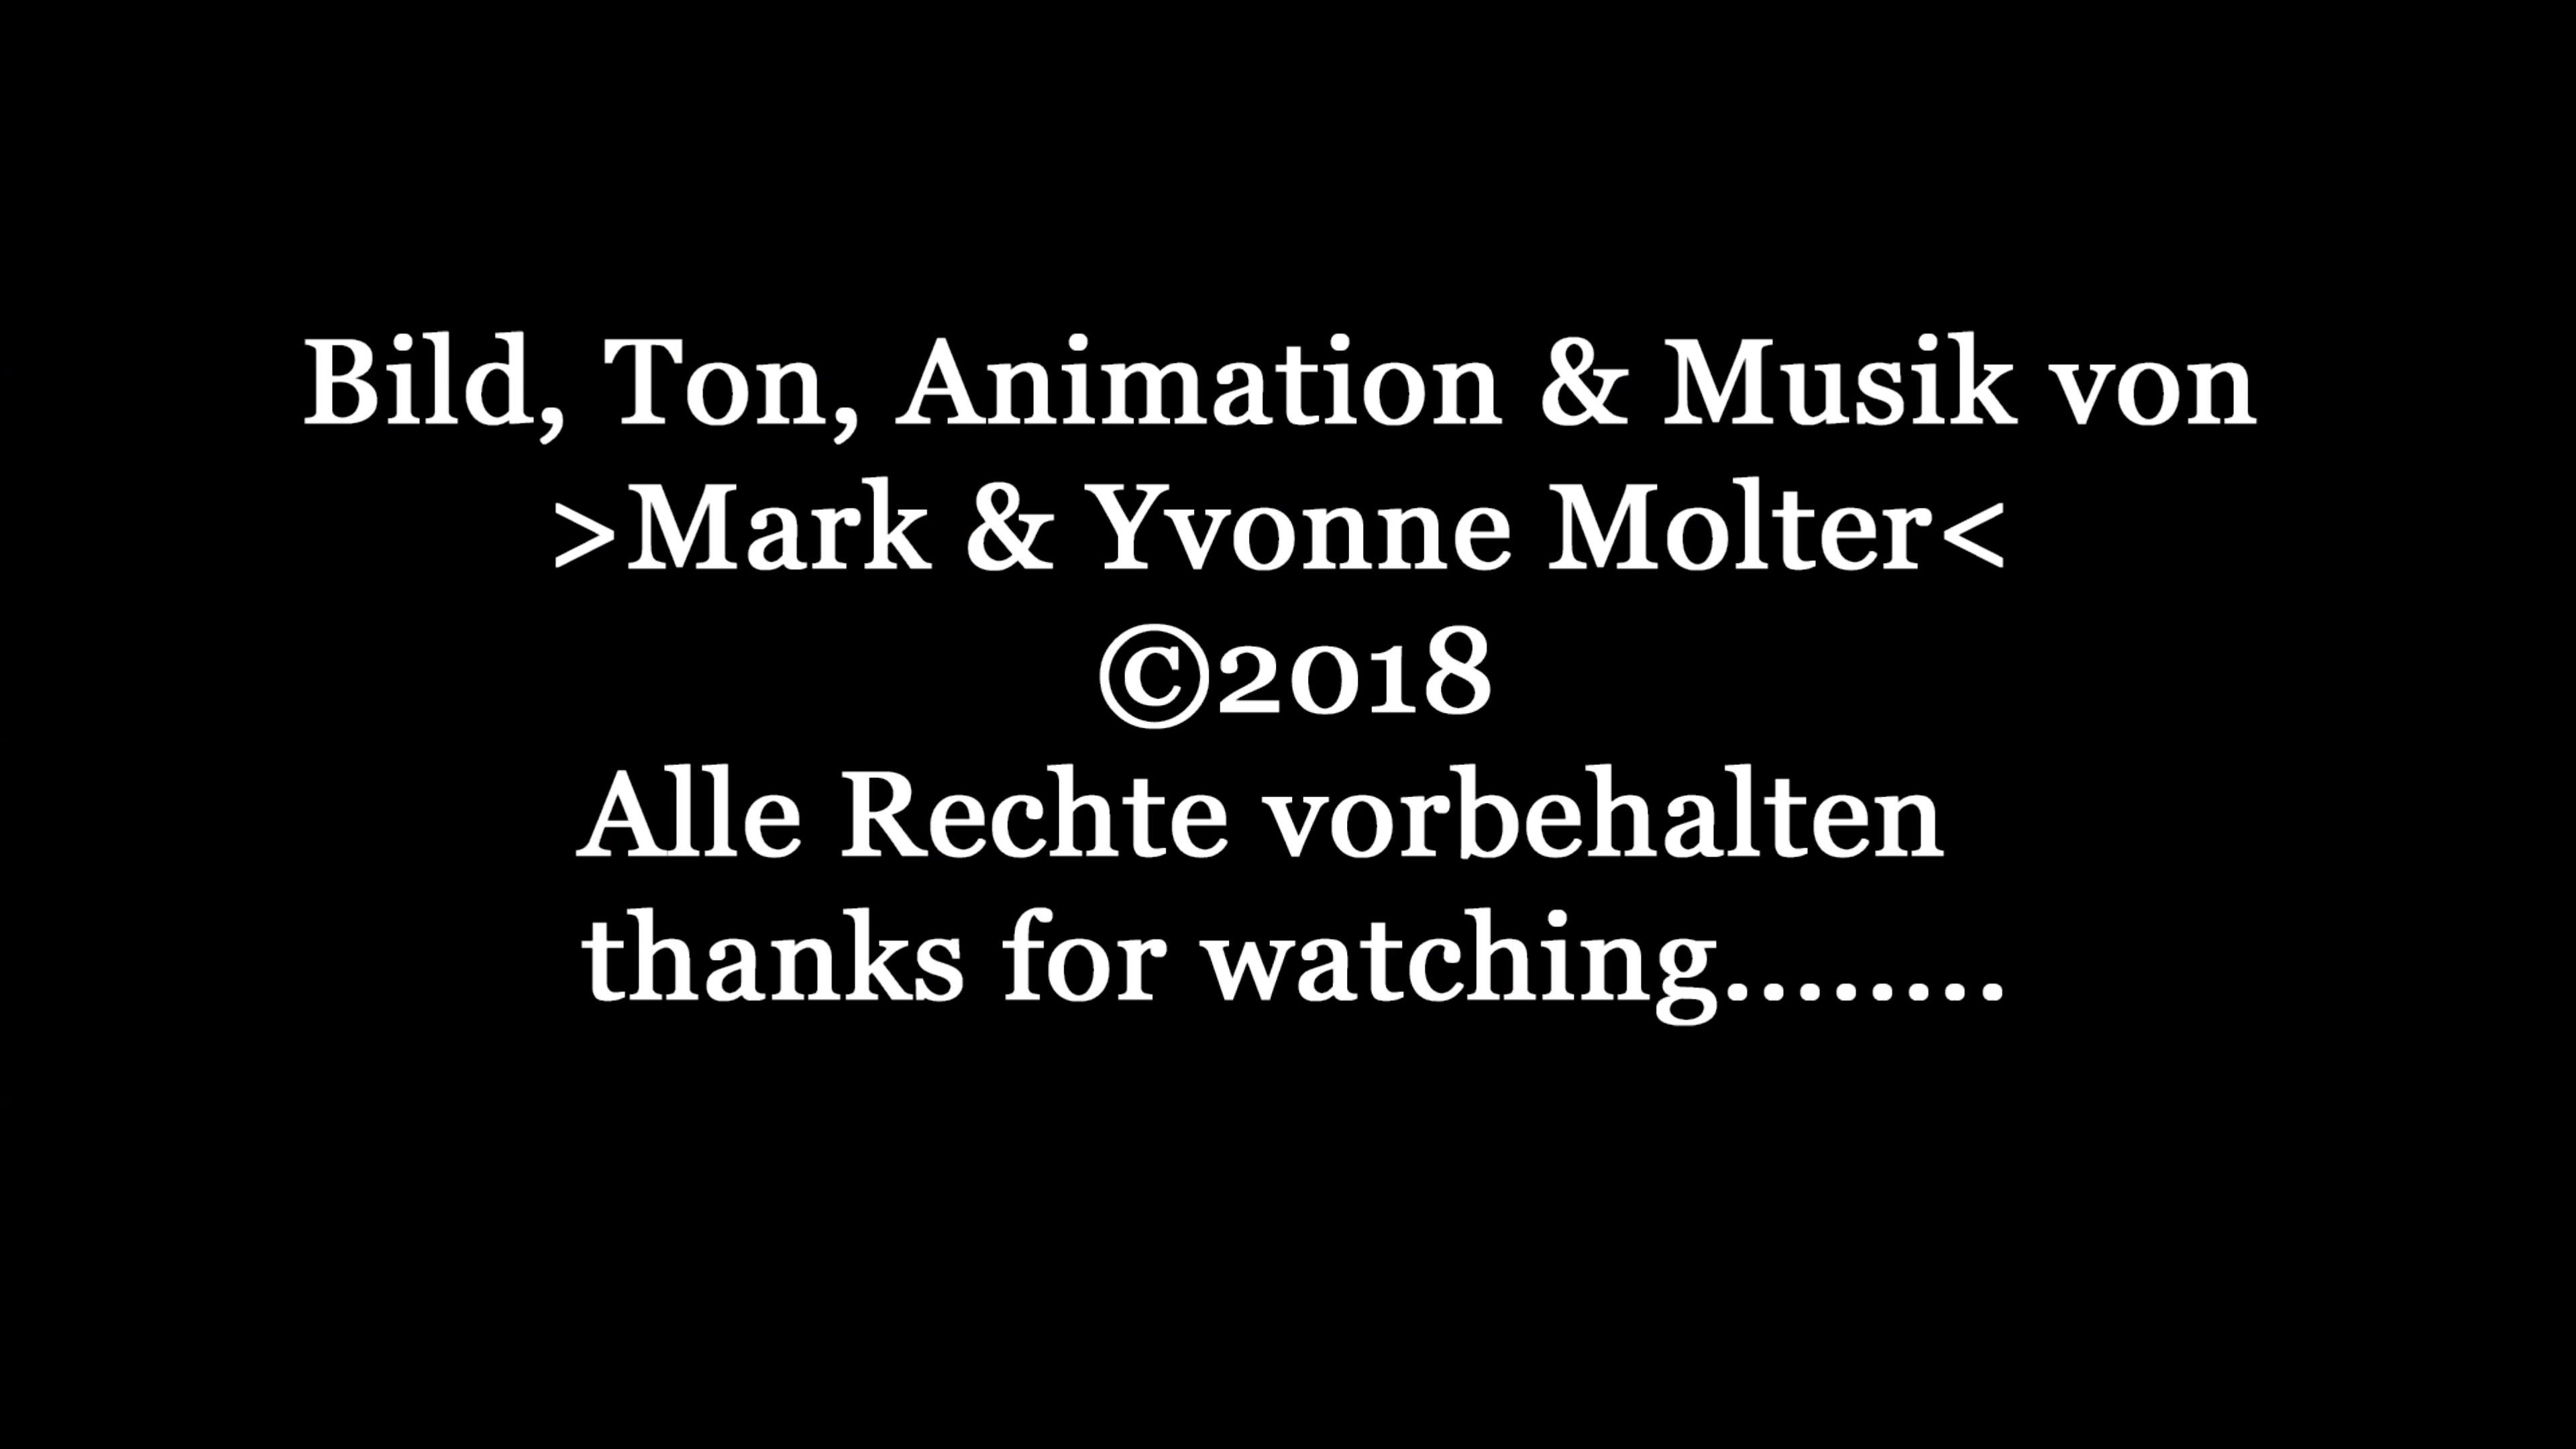 Bild, Ton, Animation & Musik von
>Mark & Yvonne Molter<
©2018
Alle Rechte vorbehalten
thanks for watching........